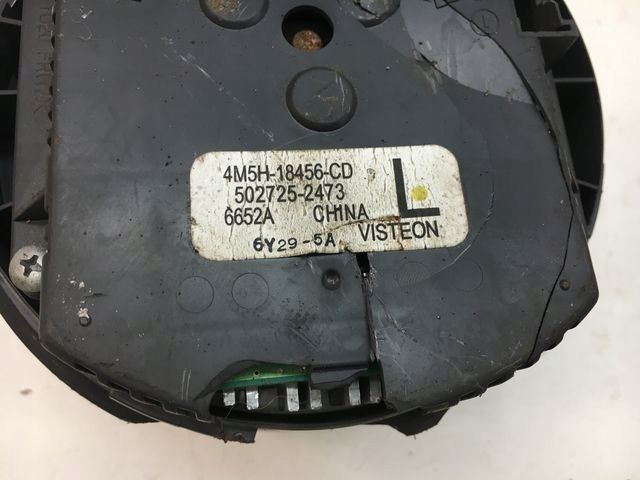 4M5H-18456-CD
502725-2473
6652A CHINA L
6Y29-5A VISTEON